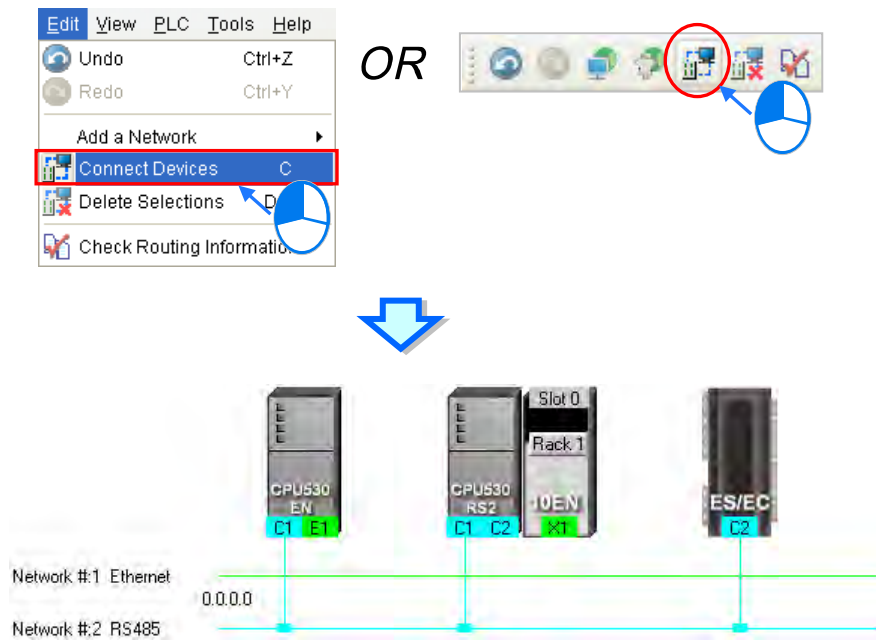 Edit View PLC Tools Help
Undo Ctrl+Z
Redo Ctrl+Y
Add a Network
Connect Devices C
Delete Selections D
Check Routing Informatio
OR
Slot 0
Rack 1
CPU530
EN
C1 E1
CPU530
RS2
C1 C2
10EN
X1
ES/EC
C2
Network #:1 Ethernet
0.0.0.0
Network #:2 RS485